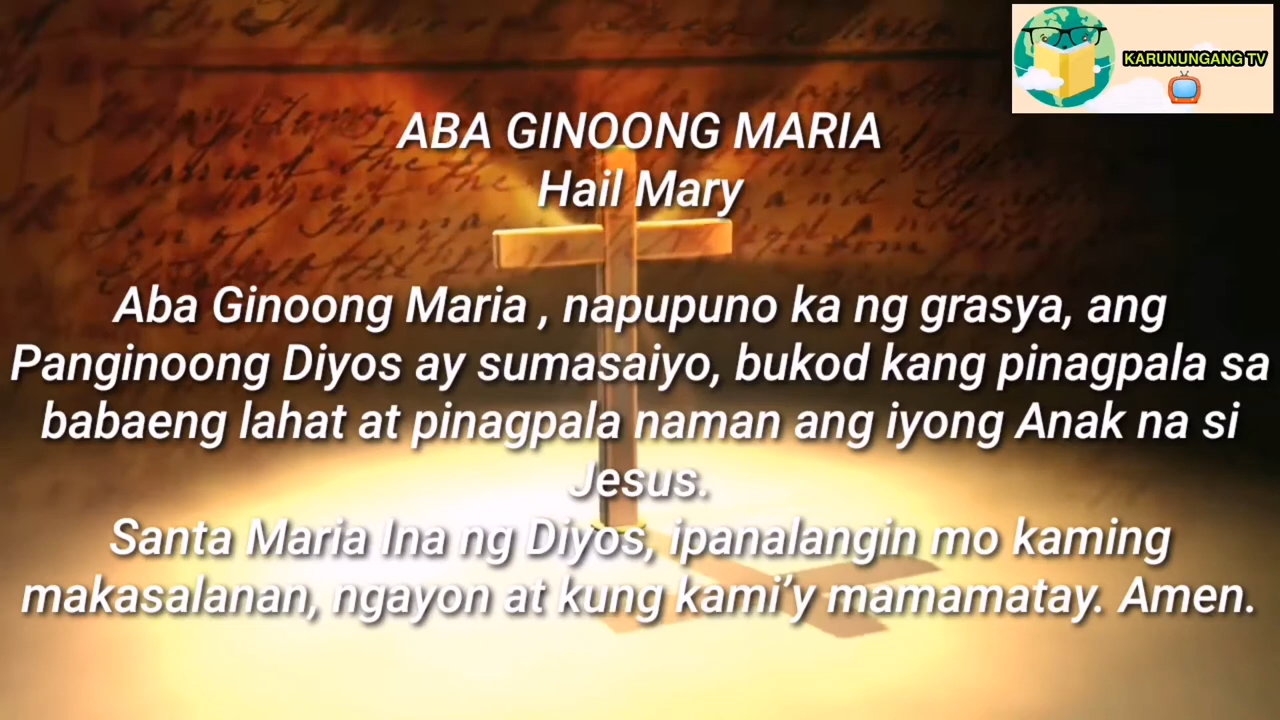 KARUNUNGANG TV
ABA GINOONG MARIA
Hail Mary
Aba Ginoong Maria , napupuno ka ng grasya, ang
Panginoong Diyos ay sumasaiyo, bukod kang pinagpala sa
babaeng lahat at pinagpala naman ang iyong Anak na si
Jesus.
Santa Maria Ina ng Diyos, ipanalangin mo kaming
makasalanan, ngayon at kung kami’y mamamatay. Amen.